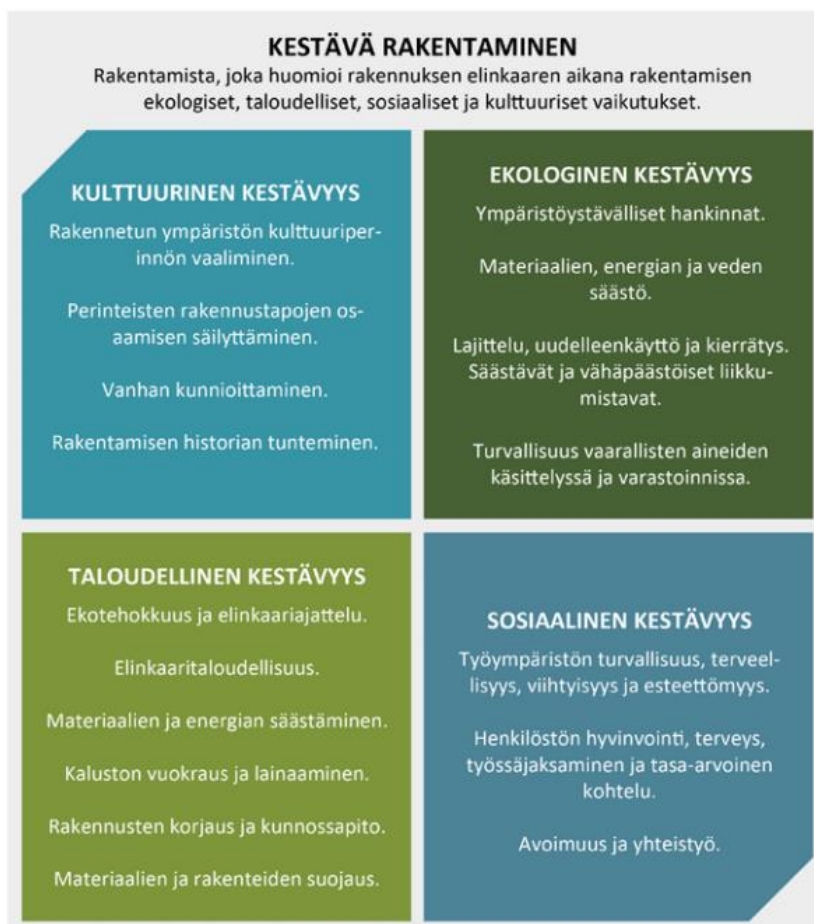 KESTÄVÄ RAKENTAMINEN
Rakentamista, joka huomioi rakennuksen elinkaaren aikana rakentamisen
ekologiset, taloudelliset, sosiaaliset ja kulttuuriset vaikutukset.
KULTTUURINEN KESTÄVYYS
Rakennetun ympäristön kulttuuriper-
innön vaaliminen.
Perinteisten rakennustapojen os-
aamisen säilyttäminen.
Vanhan kunnioittaminen.
Rakentamisen historian tunteminen.
EKOLOGINEN KESTÄVYYS
Ympäristöystävälliset hankinnat.
Materiaalien, energian ja veden
säästö.
Lajittelu, uudelleenkäyttö ja kierrätys.
Säästävät ja vähäpäästöiset liikku-
mistavat.
Turvallisuus vaarallisten aineiden
käsittelyssä ja varastoinnissa.
TALOUDELLINEN KESTÄVYYS
Ekotehokkuus ja elinkaariajattelu.
Elinkaaritaloudellisuus.
Materiaalien ja energian säästäminen.
Kaluston vuokraus ja lainaaminen.
Rakennusten korjaus ja kunnossapito.
Materiaalien ja rakenteiden suojaus.
SOSIAALINEN KESTÄVYYS
Työympäristön turvallisuus, terveel-
lisyys, viihtyisyys ja esteettömyys.
Henkilöstön hyvinvointi, terveys,
työssäjaksaminen ja tasa-arvoinen
kohtelu.
Avoimuus ja yhteistyö.